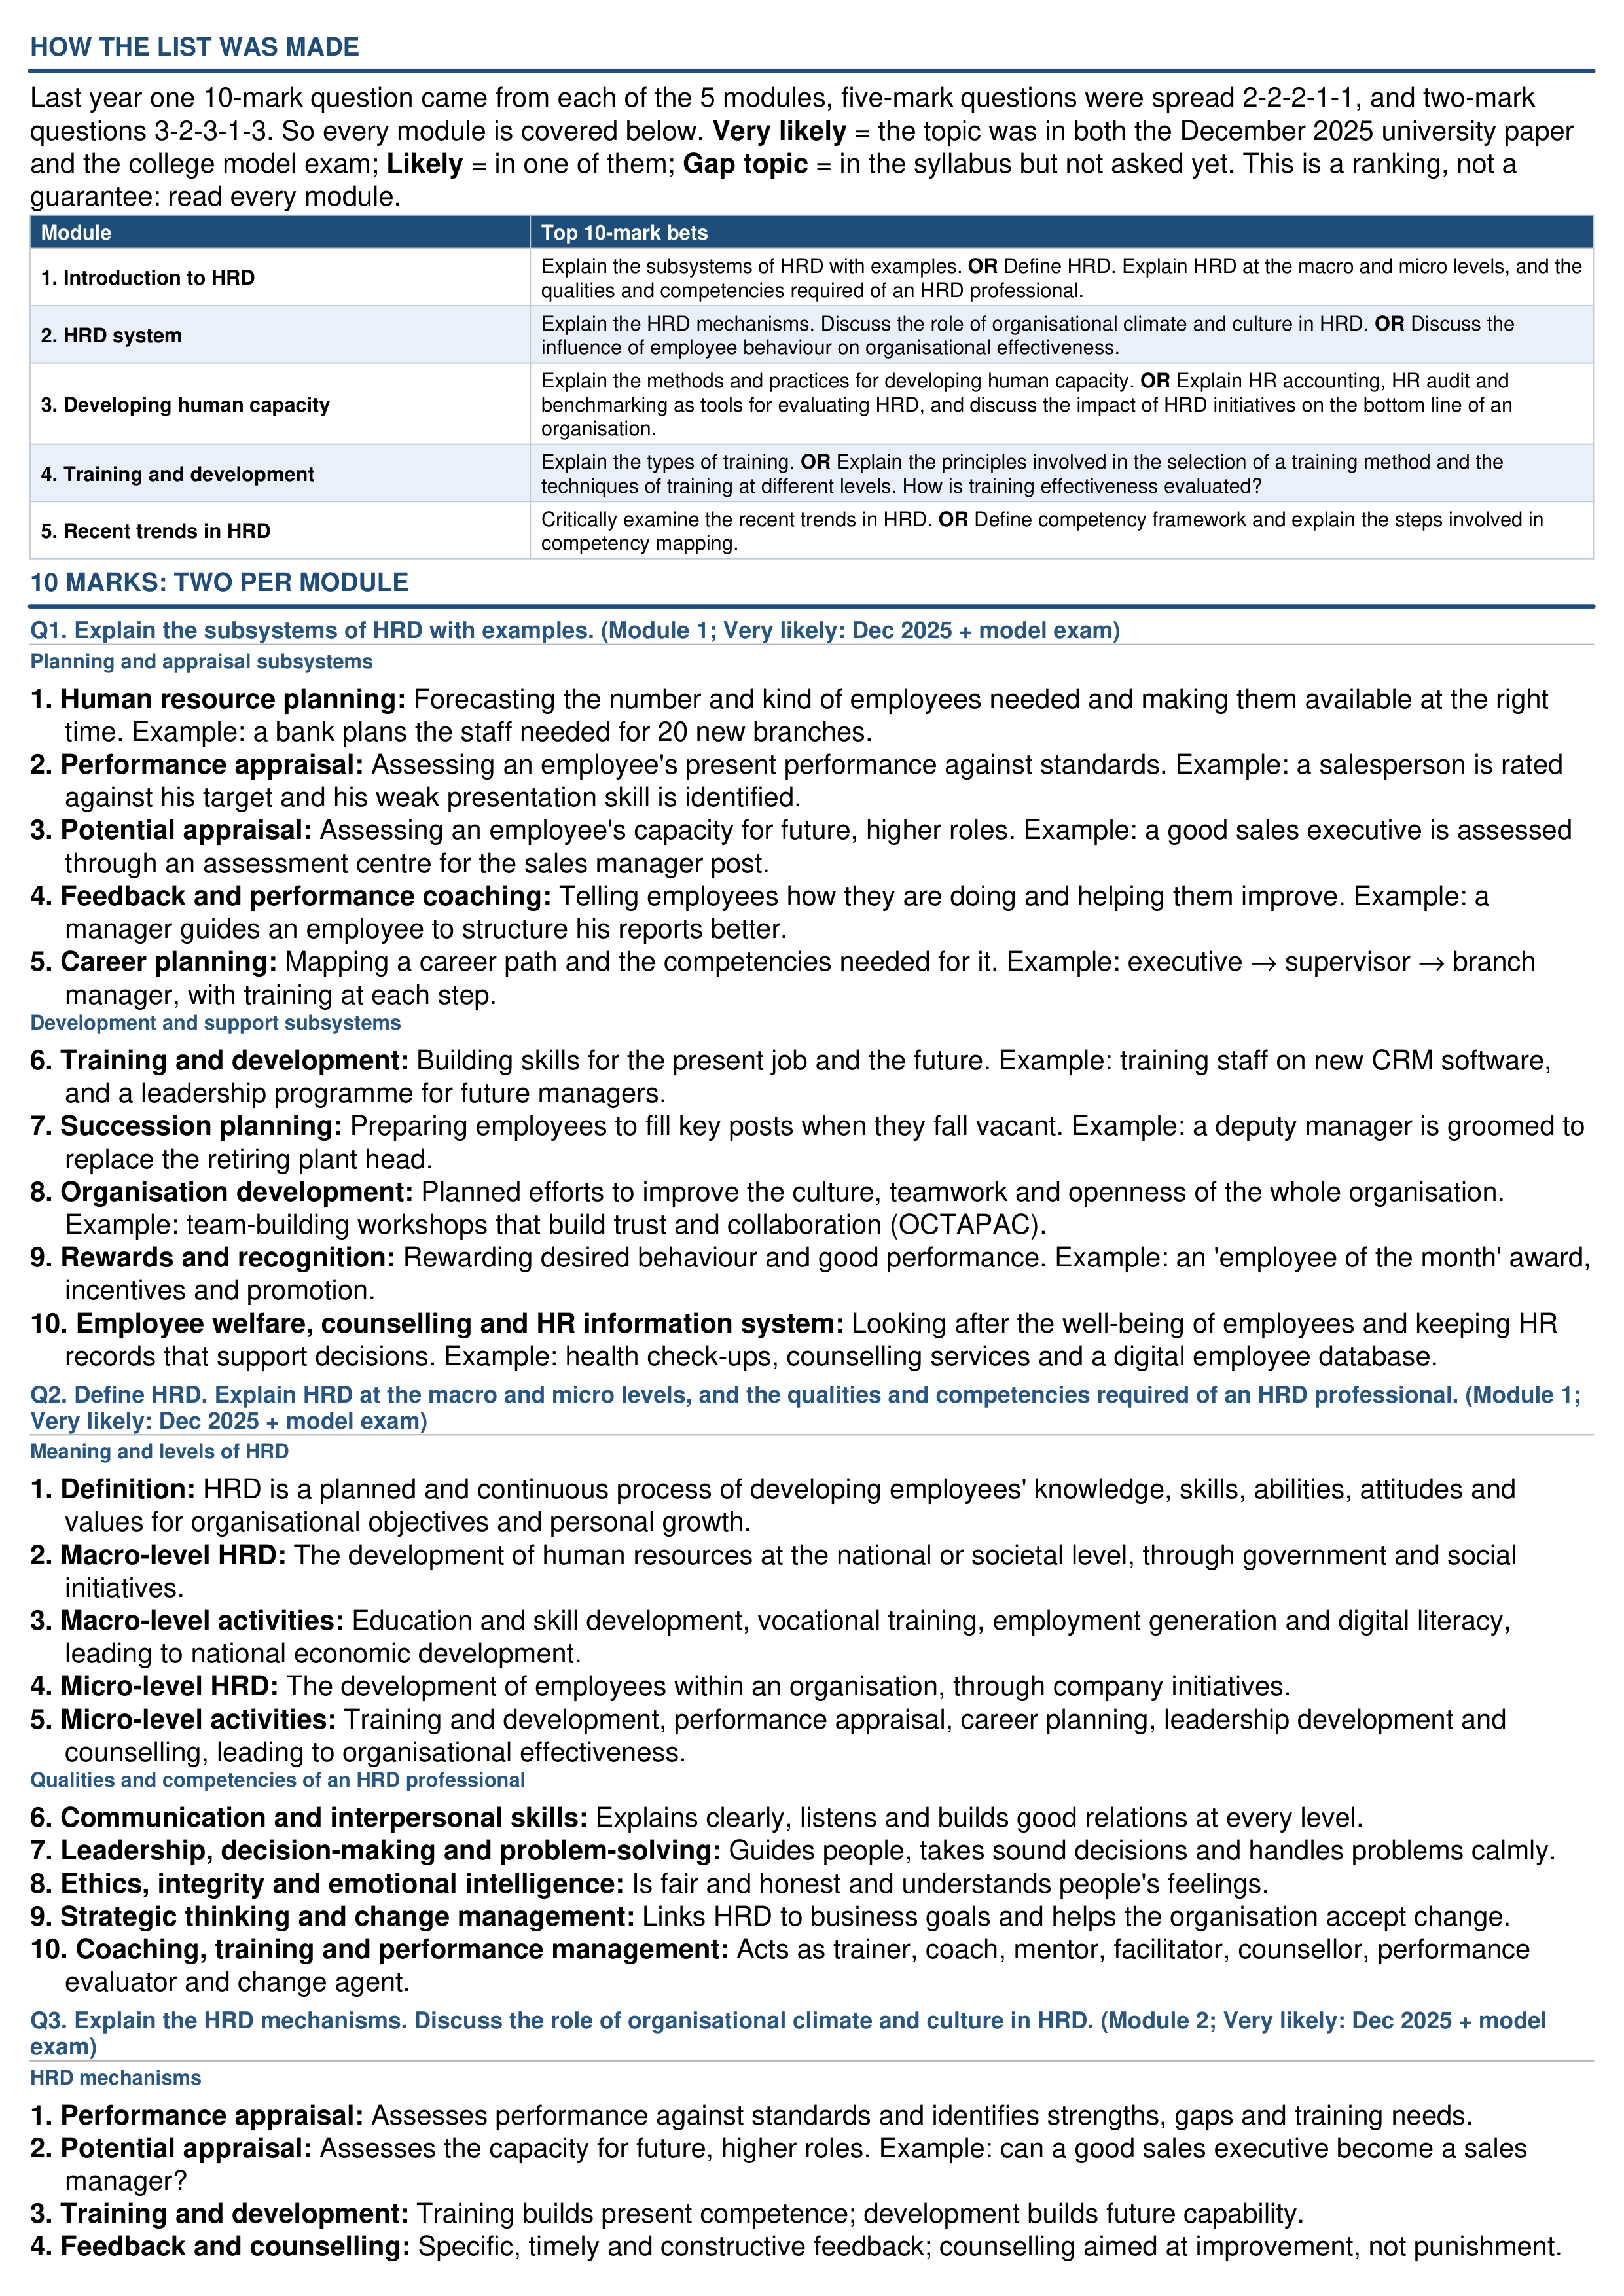 HOW THE LIST WAS MADE
Last year one 10-mark question came from each of the 5 modules, five-mark questions were spread 2-2-2-1-1, and two-mark
questions 3-2-3-1-3. So every module is covered below. Very likely = the topic was in both the December 2025 university paper
and the college model exam; Likely = in one of them; Gap topic = in the syllabus but not asked yet. This is a ranking, not a
guarantee: read every module.
Module Top 10-mark bets
1. Introduction to HRD Explain the subsystems of HRD with examples. OR Define HRD. Explain HRD at the macro and micro levels, and the
qualities and competencies required of an HRD professional.
2. HRD system Explain the HRD mechanisms. Discuss the role of organisational climate and culture in HRD. OR Discuss the
influence of employee behaviour on organisational effectiveness.
3. Developing human capacity Explain the methods and practices for developing human capacity. OR Explain HR accounting, HR audit and
benchmarking as tools for evaluating HRD, and discuss the impact of HRD initiatives on the bottom line of an
organisation.
4. Training and development Explain the types of training. OR Explain the principles involved in the selection of a training method and the
techniques of training at different levels. How is training effectiveness evaluated?
5. Recent trends in HRD Critically examine the recent trends in HRD. OR Define competency framework and explain the steps involved in
competency mapping.
10 MARKS: TWO PER MODULE
Q1. Explain the subsystems of HRD with examples. (Module 1; Very likely: Dec 2025 + model exam)
Planning and appraisal subsystems
1. Human resource planning: Forecasting the number and kind of employees needed and making them available at the right
time. Example: a bank plans the staff needed for 20 new branches.
2. Performance appraisal: Assessing an employee's present performance against standards. Example: a salesperson is rated
against his target and his weak presentation skill is identified.
3. Potential appraisal: Assessing an employee's capacity for future, higher roles. Example: a good sales executive is assessed
through an assessment centre for the sales manager post.
4. Feedback and performance coaching: Telling employees how they are doing and helping them improve. Example: a
manager guides an employee to structure his reports better.
5. Career planning: Mapping a career path and the competencies needed for it. Example: executive → supervisor → branch
manager, with training at each step.
Development and support subsystems
6. Training and development: Building skills for the present job and the future. Example: training staff on new CRM software,
and a leadership programme for future managers.
7. Succession planning: Preparing employees to fill key posts when they fall vacant. Example: a deputy manager is groomed to
replace the retiring plant head.
8. Organisation development: Planned efforts to improve the culture, teamwork and openness of the whole organisation.
Example: team-building workshops that build trust and collaboration (OCTAPAC).
9. Rewards and recognition: Rewarding desired behaviour and good performance. Example: an 'employee of the month' award,
incentives and promotion.
10. Employee welfare, counselling and HR information system: Looking after the well-being of employees and keeping HR
records that support decisions. Example: health check-ups, counselling services and a digital employee database.
Q2. Define HRD. Explain HRD at the macro and micro levels, and the qualities and competencies required of an HRD professional. (Module 1;
Very likely: Dec 2025 + model exam)
Meaning and levels of HRD
1. Definition: HRD is a planned and continuous process of developing employees' knowledge, skills, abilities, attitudes and
values for organisational objectives and personal growth.
2. Macro-level HRD: The development of human resources at the national or societal level, through government and social
initiatives.
3. Macro-level activities: Education and skill development, vocational training, employment generation and digital literacy,
leading to national economic development.
4. Micro-level HRD: The development of employees within an organisation, through company initiatives.
5. Micro-level activities: Training and development, performance appraisal, career planning, leadership development and
counselling, leading to organisational effectiveness.
Qualities and competencies of an HRD professional
6. Communication and interpersonal skills: Explains clearly, listens and builds good relations at every level.
7. Leadership, decision-making and problem-solving: Guides people, takes sound decisions and handles problems calmly.
8. Ethics, integrity and emotional intelligence: Is fair and honest and understands people's feelings.
9. Strategic thinking and change management: Links HRD to business goals and helps the organisation accept change.
10. Coaching, training and performance management: Acts as trainer, coach, mentor, facilitator, counsellor, performance
evaluator and change agent.
Q3. Explain the HRD mechanisms. Discuss the role of organisational climate and culture in HRD. (Module 2; Very likely: Dec 2025 + model
exam)
HRD mechanisms
1. Performance appraisal: Assesses performance against standards and identifies strengths, gaps and training needs.
2. Potential appraisal: Assesses the capacity for future, higher roles. Example: can a good sales executive become a sales
manager?
3. Training and development: Training builds present competence; development builds future capability.
4. Feedback and counselling: Specific, timely and constructive feedback; counselling aimed at improvement, not punishment.